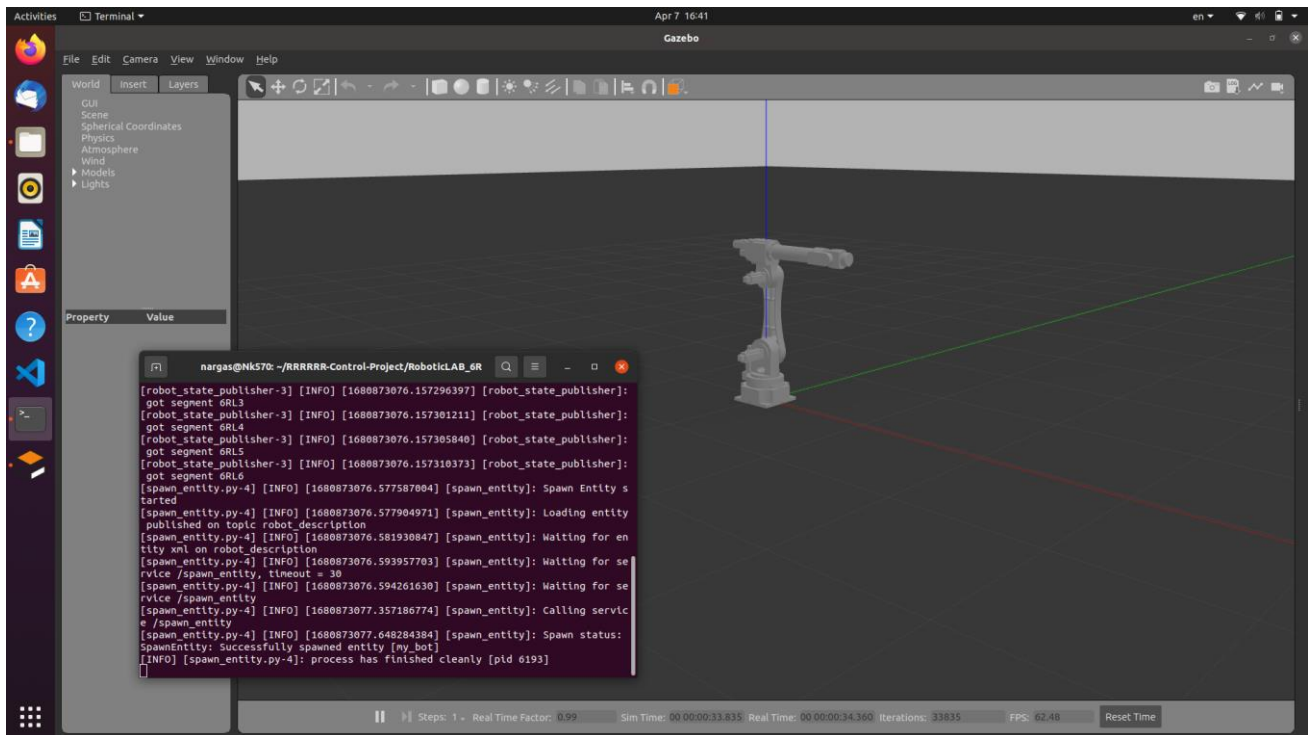 Activities
Terminal
Apr 7 16:41
en
Gazebo
File Edit Camera View Window Help
World Insert Layers
GUI
Scene
Spherical Coordinates
Physics
Atmosphere
Wind
Models
Lights
Property Value
nargas@Nk570: ~/RRRRRR-Control-Project/RoboticLAB_6R
[robot_state_publisher-3] [INFO] [1680873076.157296397] [robot_state_publisher]:
got segment 6RL3
[robot_state_publisher-3] [INFO] [1680873076.157301211] [robot_state_publisher]:
got segment 6RL4
[robot_state_publisher-3] [INFO] [1680873076.157305840] [robot_state_publisher]:
got segment 6RL5
[robot_state_publisher-3] [INFO] [1680873076.157310373] [robot_state_publisher]:
got segment 6RL6
[spawn_entity.py-4] [INFO] [1680873076.577587004] [spawn_entity]: Spawn Entity s
tarted
[spawn_entity.py-4] [INFO] [1680873076.577904971] [spawn_entity]: Loading entity
published on topic robot_description
[spawn_entity.py-4] [INFO] [1680873076.581930847] [spawn_entity]: Waiting for en
tity xml on robot_description
[spawn_entity.py-4] [INFO] [1680873076.593957703] [spawn_entity]: Waiting for se
rvice /spawn_entity, timeout = 30
[spawn_entity.py-4] [INFO] [1680873076.594261630] [spawn_entity]: Waiting for se
rvice /spawn_entity
[spawn_entity.py-4] [INFO] [1680873077.357186774] [spawn_entity]: Calling servic
e /spawn_entity
[spawn_entity.py-4] [INFO] [1680873077.648284384] [spawn_entity]: Spawn status:
SpawnEntity: Successfully spawned entity [my_bot]
[INFO] [spawn_entity.py-4]: process has finished cleanly [pid 6193]
Steps: 1 Real Time Factor: 0.99 Sim Time: 00 00:00:33.835 Real Time: 00 00:00:34.360 Iterations: 33835 FPS: 62.48 Reset Time